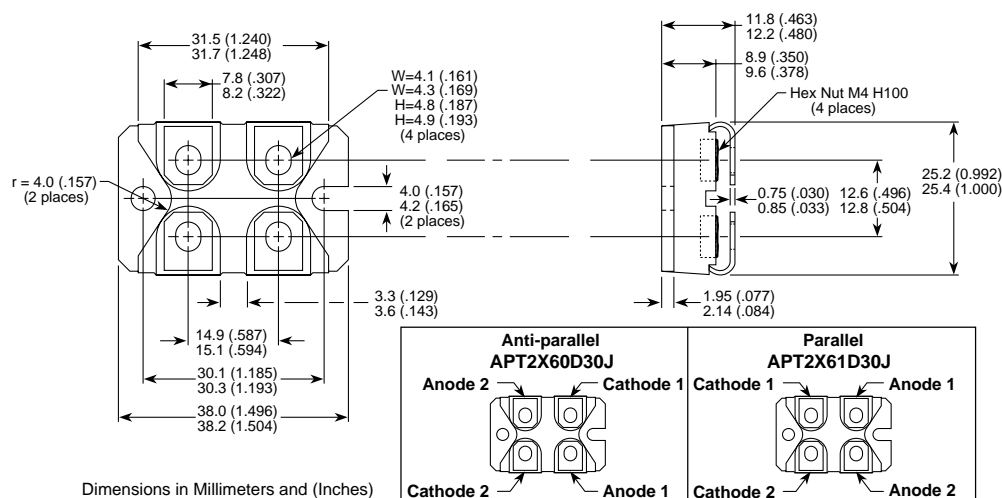 31.5 (1.240)
31.7 (1.248)
7.8 (.307)
8.2 (.322)
W=4.1 (.161)
W=4.3 (.169)
H=4.8 (.187)
H=4.9 (.193)
(4 places)
r = 4.0 (.157)
(2 places)
4.0 (.157)
4.2 (.165)
(2 places)
3.3 (.129)
3.6 (.143)
14.9 (.587)
15.1 (.594)
30.1 (1.185)
30.3 (1.193)
38.0 (1.496)
38.2 (1.504)
11.8 (.463)
12.2 (.480)
8.9 (.350)
9.6 (.378)
Hex Nut M4 H100
(4 places)
0.75 (.030)
0.85 (.033)
12.6 (.496)
12.8 (.504)
25.2 (0.992)
25.4 (1.000)
1.95 (.077)
2.14 (.084)
Anti-parallel
APT2X60D30J
Anode 2
Cathode 1
Cathode 2
Anode 1
Parallel
APT2X61D30J
Cathode 1
Anode 1
Cathode 2
Anode 2
Dimensions in Millimeters and (Inches)